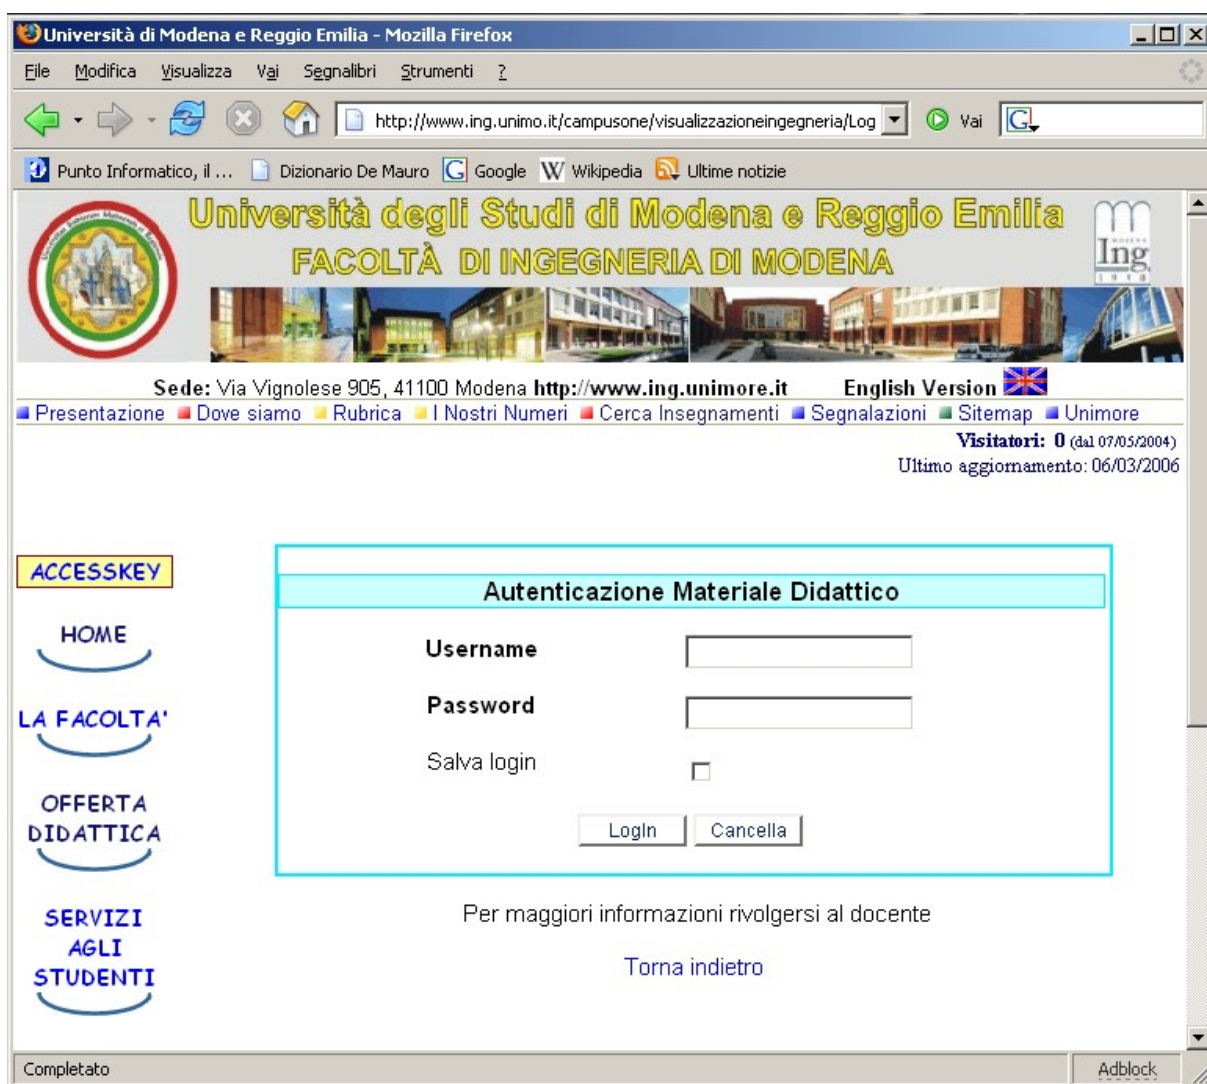 Università di Modena e Reggio Emilia - Mozilla Firefox
File Modifica Visualizza Vai Segnalibri Strumenti ?
http://www.ing.unimo.it/campusone/visualizzazioneingegneria/Log Vai G
Punto Informatico, il ... Dizionario De Mauro G Google W Wikipedia Ultime notizie
Università degli Studi di Modena e Reggio Emilia
FACOLTÀ DI INGEGNERIA DI MODENA
MODENA
Ing
Sede: Via Vignolese 905, 41100 Modena http://www.ing.unimore.it English Version
Presentazione Dove siamo Rubrica I Nostri Numeri Cerca Insegnamenti Segnalazioni Sitemap Unimore
Visitatori: 0 (dal 07/05/2004)
Ultimo aggiornamento: 06/03/2006
ACCESSKEY
HOME
LA FACOLTA'
OFFERTA
DIDATTICA
SERVIZI
AGLI
STUDENTI
Autenticazione Materiale Didattico
Username
Password
Salva login
LogIn Cancella
Per maggiori informazioni rivolgersi al docente
Torna indietro
Completato Adblock